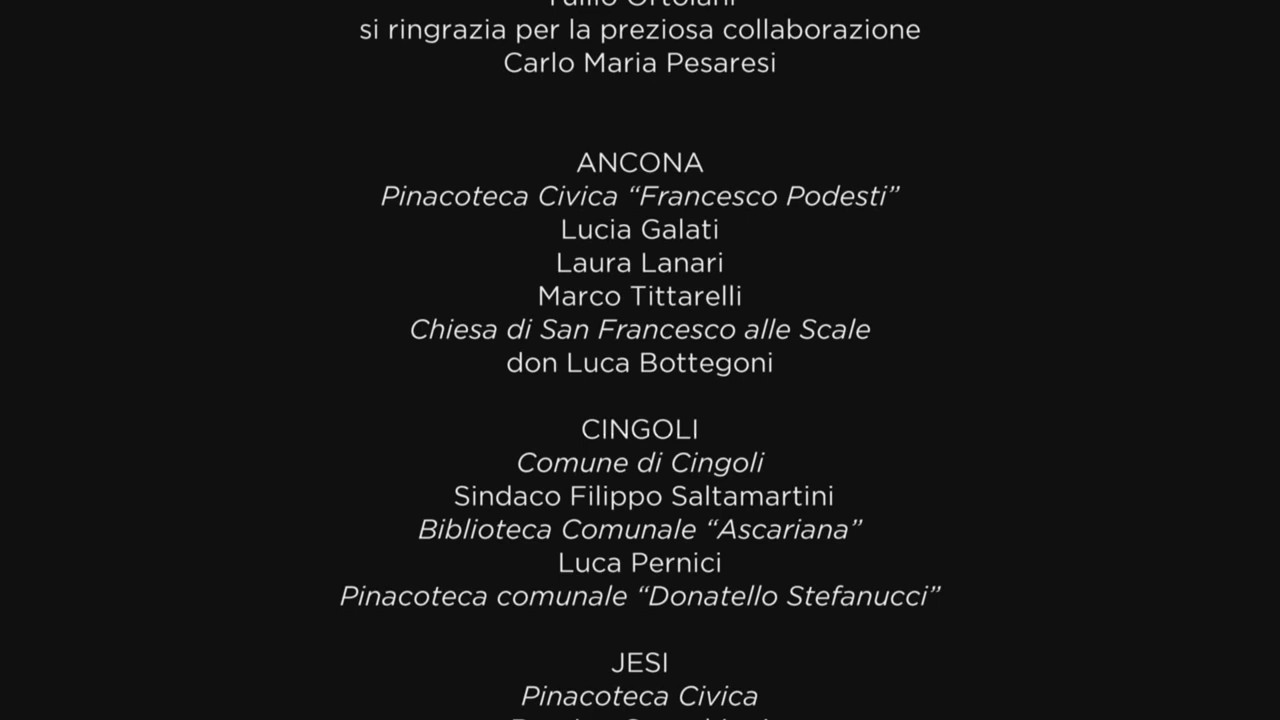 Ortolani
si ringrazia per la preziosa collaborazione
Carlo Maria Pesaresi
ANCONA
Pinacoteca Civica “Francesco Podesti”
Lucia Galati
Laura Lanari
Marco Tittarelli
Chiesa di San Francesco alle Scale
don Luca Bottegoni
CINGOLI
Comune di Cingoli
Sindaco Filippo Saltamartini
Biblioteca Comunale “Ascariana”
Luca Pernici
Pinacoteca comunale “Donatello Stefanucci”
JESI
Pinacoteca Civica